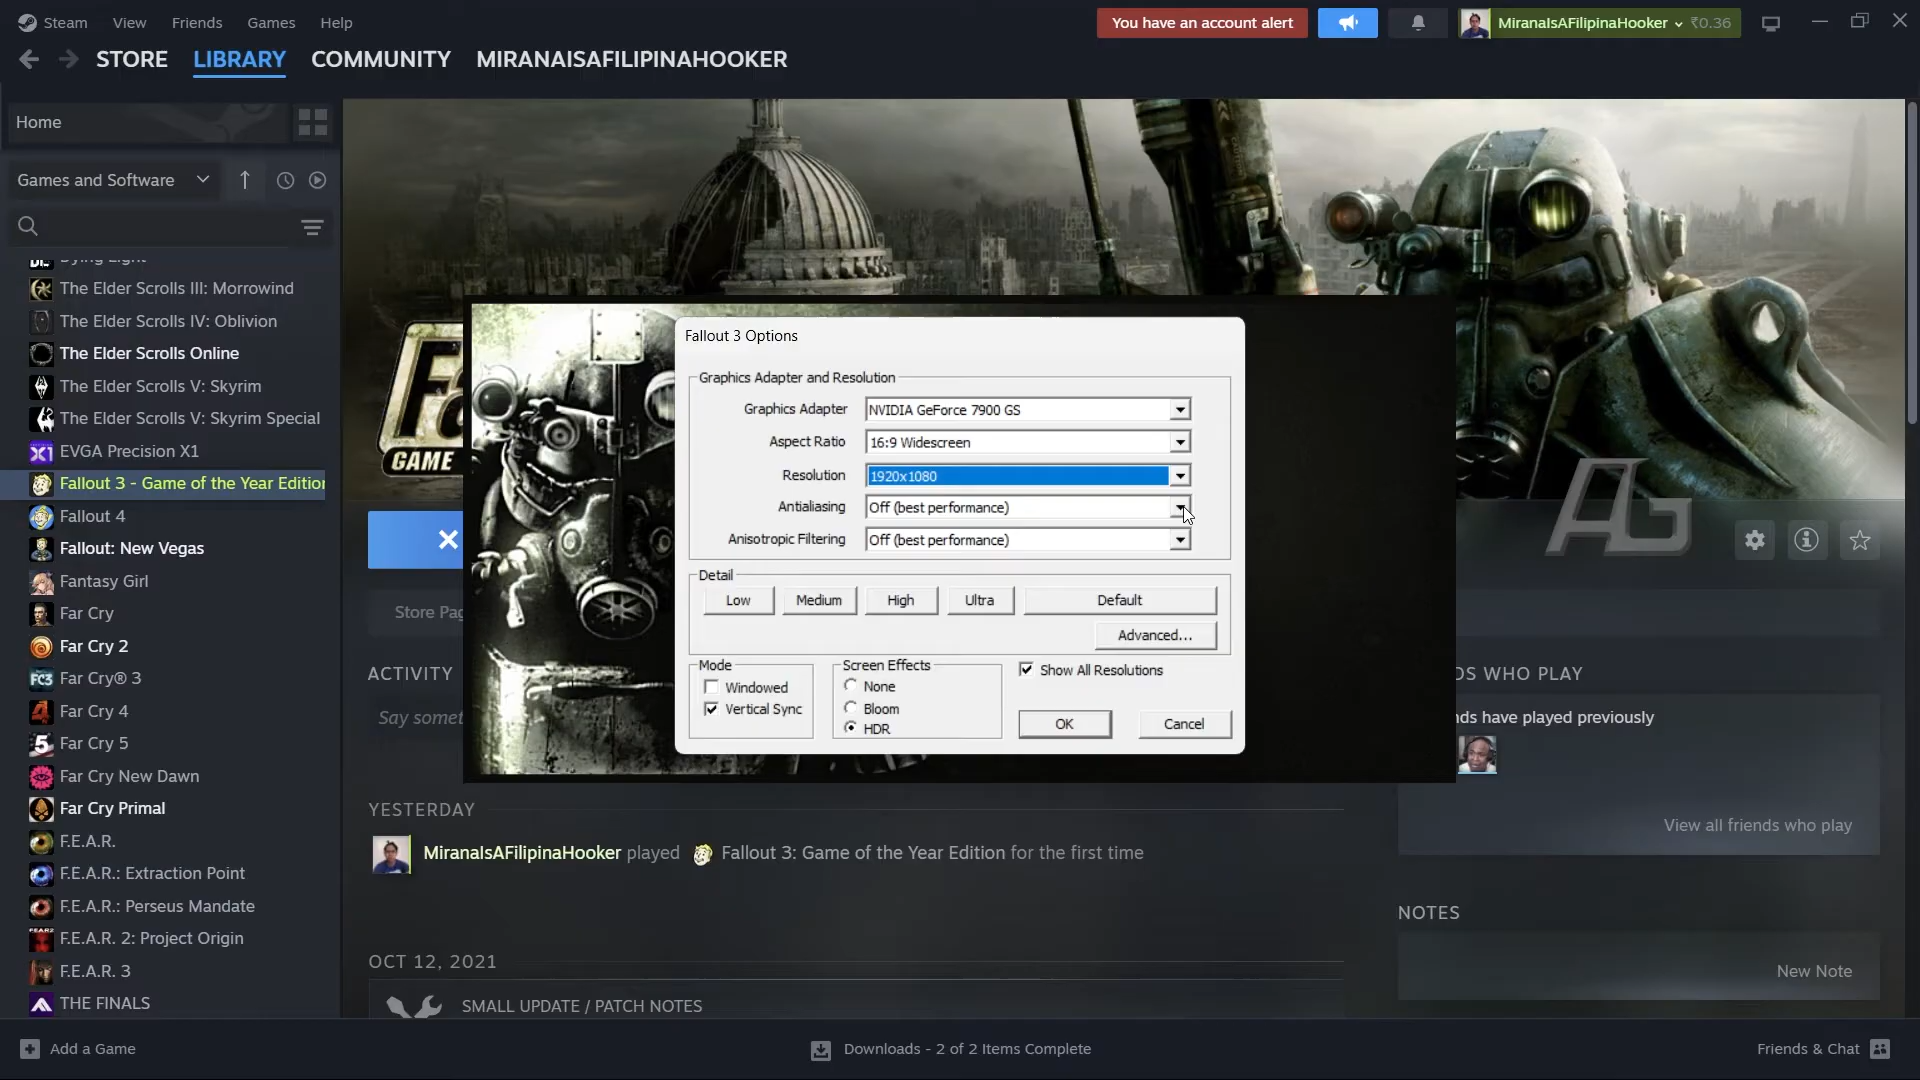 Steam View Friends Games Help
You have an account alert
MiranaIsAFilipinaHooker ₹0.36
STORE LIBRARY COMMUNITY MIRANAISAFILIPINAHOOKER
Home
Games and Software
Dying Light
The Elder Scrolls III: Morrowind
The Elder Scrolls IV: Oblivion
The Elder Scrolls Online
The Elder Scrolls V: Skyrim
The Elder Scrolls V: Skyrim Special
EVGA Precision X1
Fallout 3 - Game of the Year Edition
Fallout 4
Fallout: New Vegas
Fantasy Girl
Far Cry
Far Cry 2
Far Cry® 3
Far Cry 4
Far Cry 5
Far Cry New Dawn
Far Cry Primal
F.E.A.R.
F.E.A.R.: Extraction Point
F.E.A.R.: Perseus Mandate
F.E.A.R. 2: Project Origin
F.E.A.R. 3
THE FINALS
GAME
AG
Fallout 3 Options
Graphics Adapter and Resolution
Graphics Adapter NVIDIA GeForce 7900 GS
Aspect Ratio 16:9 Widescreen
Resolution 1920x1080
Antialiasing Off (best performance)
Anisotropic Filtering Off (best performance)
Detail
Low Medium High Ultra Default
Advanced...
Mode
Windowed
Vertical Sync
Screen Effects
None
Bloom
HDR
Show All Resolutions
OK Cancel
Store Pag
ACTIVITY
Say somet
YESTERDAY
MiranaIsAFilipinaHooker played Fallout 3: Game of the Year Edition for the first time
OCT 12, 2021
SMALL UPDATE / PATCH NOTES
DS WHO PLAY
nds have played previously
View all friends who play
NOTES
New Note
Add a Game
Downloads - 2 of 2 Items Complete
Friends & Chat